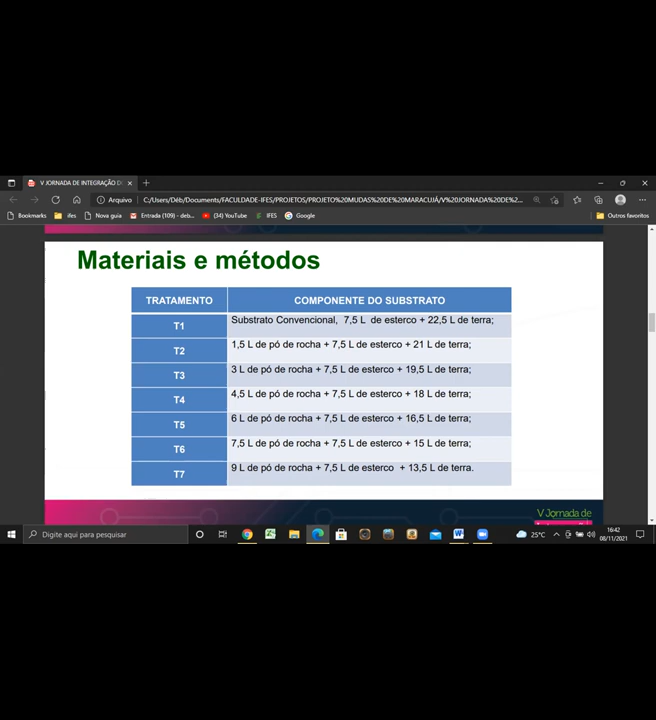 V JORNADA DE INTEGRAÇÃO D
Arquivo C:/Users/Déb/Documents/FACULDADE-IFES/PROJETOS/PROJETO%20MUDAS%20DE%20MARACUJÁ/V%20JORNADA%20DE%2...
Bookmarks ifes Nova guia Entrada (109) - deb... (34) YouTube IFES Google Outros favoritos
Materiais e métodos
TRATAMENTO COMPONENTE DO SUBSTRATO
T1 Substrato Convencional, 7,5 L de esterco + 22,5 L de terra;
T2 1,5 L de pó de rocha + 7,5 L de esterco + 21 L de terra;
T3 3 L de pó de rocha + 7,5 L de esterco + 19,5 L de terra;
T4 4,5 L de pó de rocha + 7,5 L de esterco + 18 L de terra;
T5 6 L de pó de rocha + 7,5 L de esterco + 16,5 L de terra;
T6 7,5 L de pó de rocha + 7,5 L de esterco + 15 L de terra;
T7 9 L de pó de rocha + 7,5 L de esterco + 13,5 L de terra.
V Jornada de
Digite aqui para pesquisar 25°C 16:42
08/11/2021